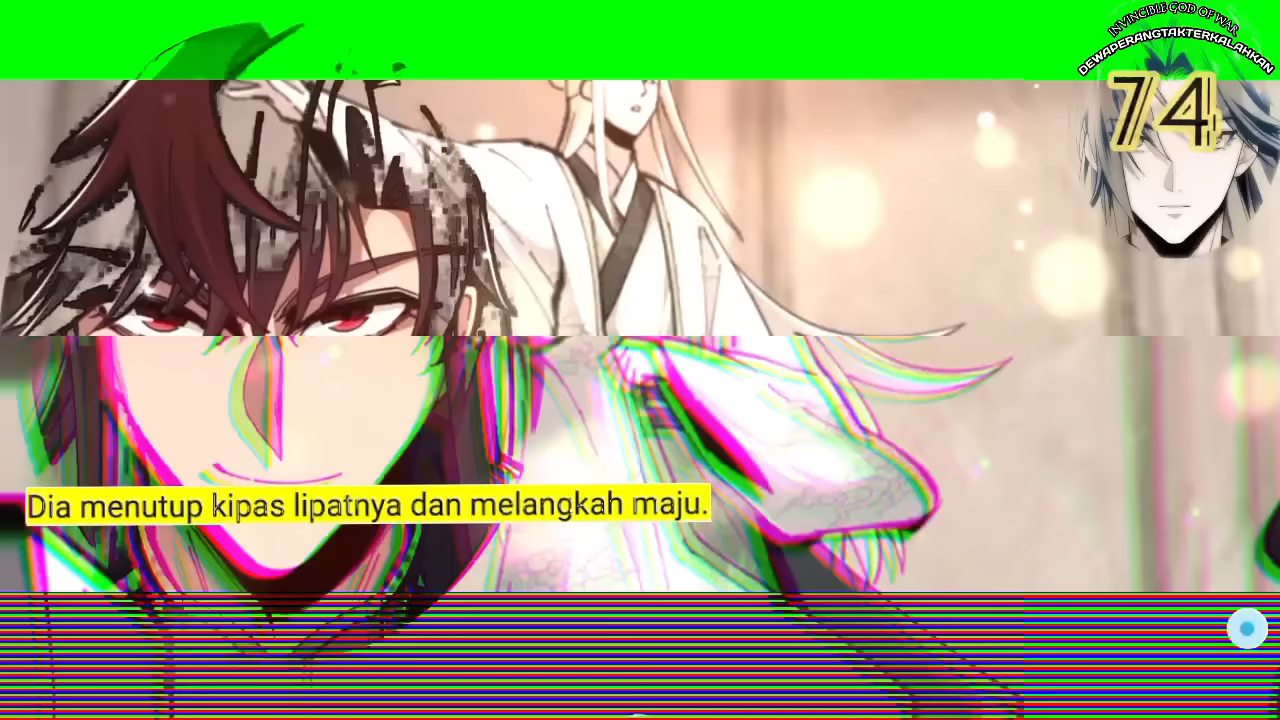 INVINCIBLE GOD OF WAR
DEWAPERANGTAKTERKALAHKAN
74
Dia menutup kipas lipatnya dan melangkah maju.